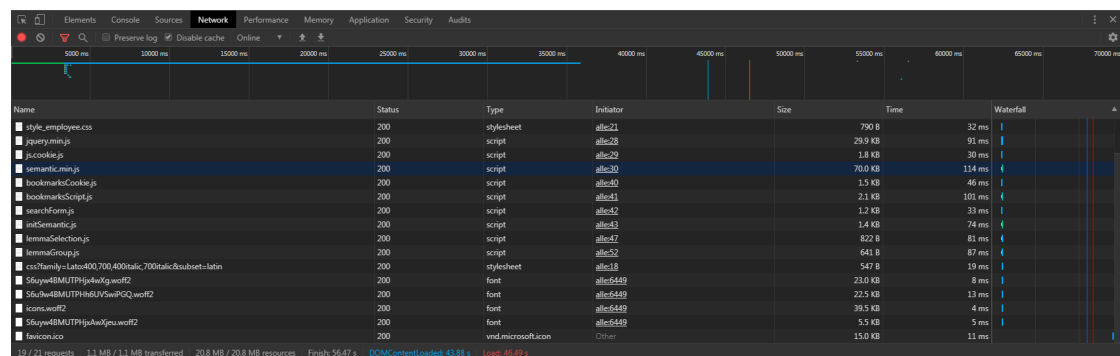 Elements Console Sources Network Performance Memory Application Security Audits
Preserve log Disable cache Online
5000 ms 10000 ms 15000 ms 20000 ms 25000 ms 30000 ms 35000 ms 40000 ms 45000 ms 50000 ms 55000 ms 60000 ms 65000 ms 70000 ms
Name Status Type Initiator Size Time Waterfall
style_employee.css 200 stylesheet alle:21 790 B 32 ms
jquery.min.js 200 script alle:28 29.9 KB 91 ms
js.cookie.js 200 script alle:29 1.8 KB 30 ms
semantic.min.js 200 script alle:30 70.0 KB 114 ms
bookmarksCookie.js 200 script alle:40 1.5 KB 46 ms
bookmarksScript.js 200 script alle:41 2.1 KB 101 ms
searchForm.js 200 script alle:42 1.2 KB 33 ms
initSemantic.js 200 script alle:43 1.4 KB 74 ms
lemmaSelection.js 200 script alle:47 822 B 81 ms
lemmaGroup.js 200 script alle:52 641 B 87 ms
css?family=Lato:400,700,400italic,700italic&subset=latin 200 stylesheet alle:18 547 B 19 ms
S6uyw4BMUTPHjx4wXg.woff2 200 font alle:6449 23.0 KB 8 ms
S6u9w4BMUTPHh6UVSwiPGQ.woff2 200 font alle:6449 22.5 KB 13 ms
icons.woff2 200 font alle:6449 39.5 KB 4 ms
S6uyw4BMUTPHjxAwXjeu.woff2 200 font alle:6449 5.5 KB 5 ms
favicon.ico 200 vnd.microsoft.icon Other 15.0 KB 11 ms
19 / 21 requests 1.1 MB / 1.1 MB transferred 20.8 MB / 20.8 MB resources Finish: 56.47 s DOMContentLoaded: 43.88 s Load: 46.49 s